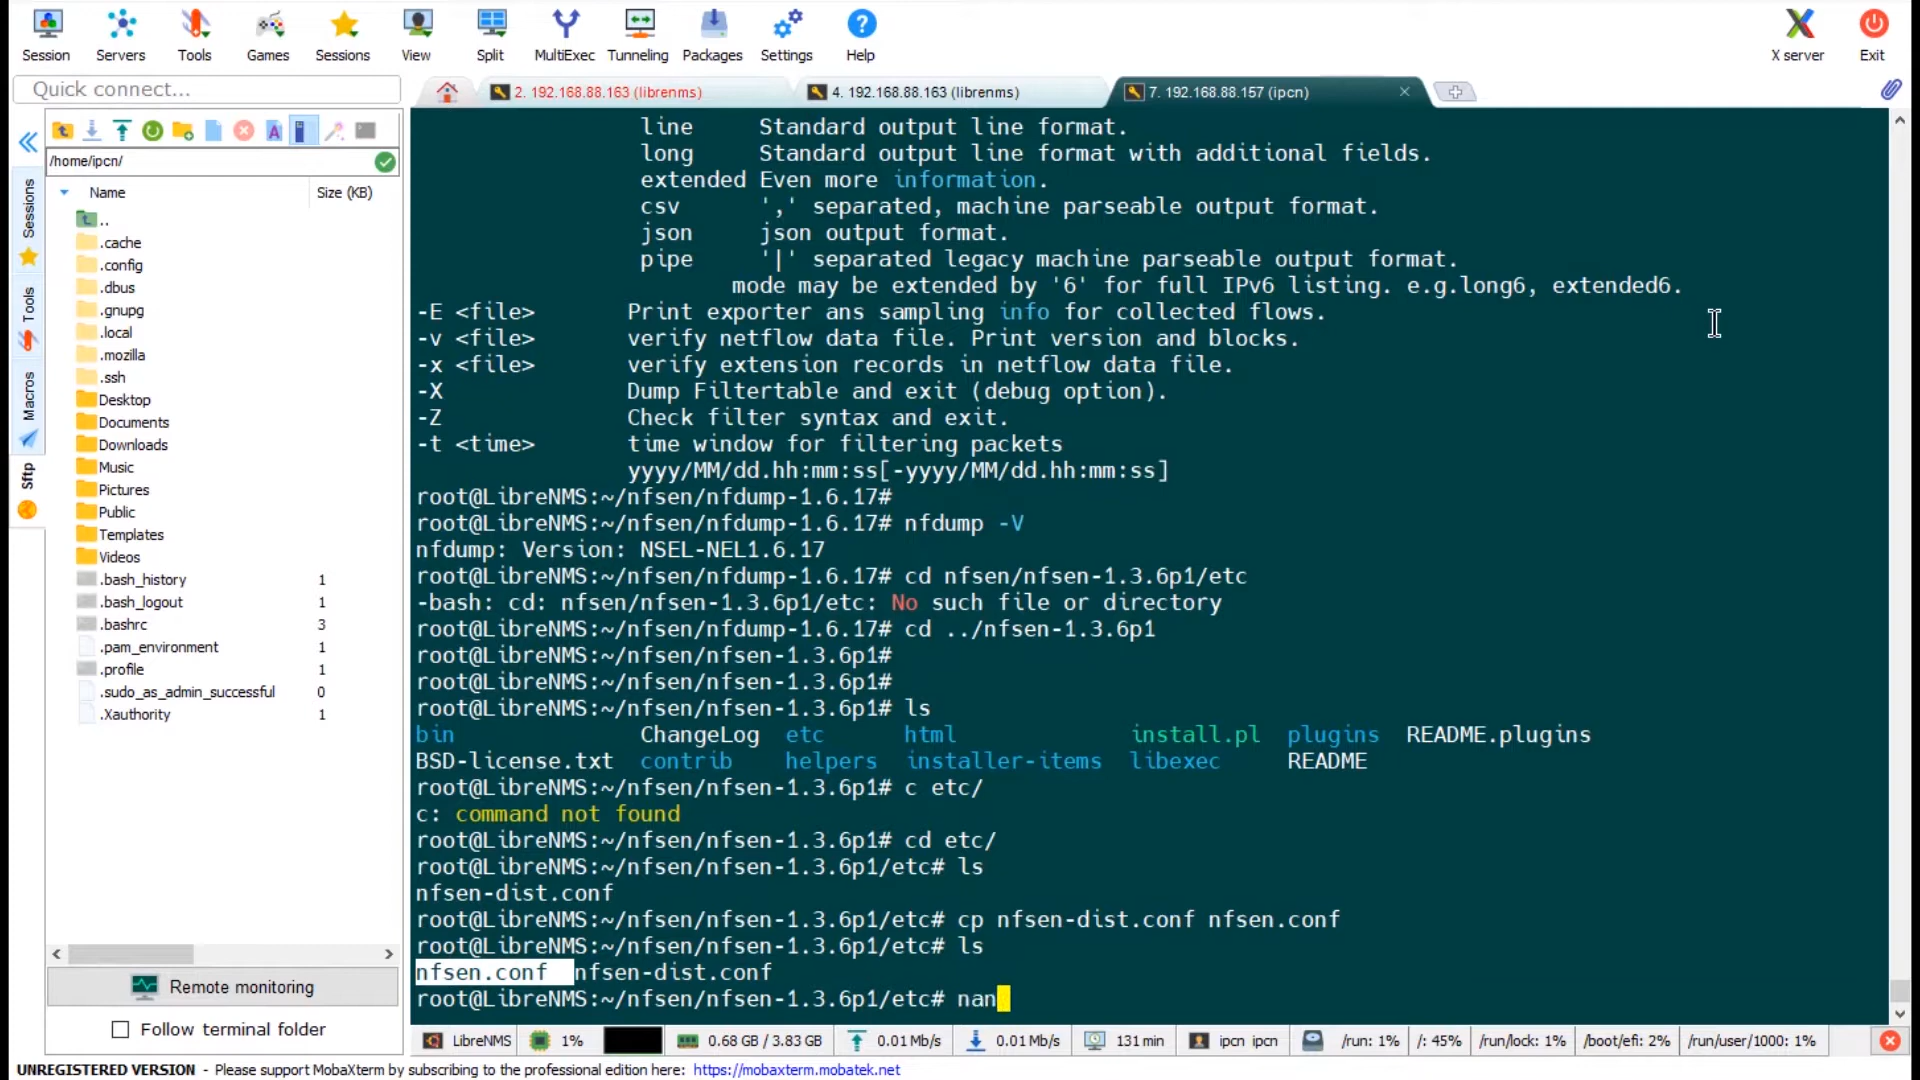 Session Servers Tools Games Sessions View Split MultiExec Tunneling Packages Settings Help X server Exit
Quick connect...
2. 192.168.88.163 (librenms)
4. 192.168.88.163 (librenms)
7. 192.168.88.157 (ipcn)
/home/ipcn/
Name Size (KB)
..
.cache
.config
.dbus
.gnupg
.local
.mozilla
.ssh
Desktop
Documents
Downloads
Music
Pictures
Public
Templates
Videos
.bash_history 1
.bash_logout 1
.bashrc 3
.pam_environment 1
.profile 1
.sudo_as_admin_successful 0
.Xauthority 1
Sessions
Tools
Macros
Sftp
Remote monitoring
Follow terminal folder
line Standard output line format.
long Standard output line format with additional fields.
extended Even more information.
csv ',' separated, machine parseable output format.
json json output format.
pipe '|' separated legacy machine parseable output format.
mode may be extended by '6' for full IPv6 listing. e.g.long6, extended6.
-E <file> Print exporter ans sampling info for collected flows.
-v <file> verify netflow data file. Print version and blocks.
-x <file> verify extension records in netflow data file.
-X Dump Filtertable and exit (debug option).
-Z Check filter syntax and exit.
-t <time> time window for filtering packets
yyyy/MM/dd.hh:mm:ss[-yyyy/MM/dd.hh:mm:ss]
root@LibreNMS:~/nfsen/nfdump-1.6.17#
root@LibreNMS:~/nfsen/nfdump-1.6.17# nfdump -V
nfdump: Version: NSEL-NEL1.6.17
root@LibreNMS:~/nfsen/nfdump-1.6.17# cd nfsen/nfsen-1.3.6p1/etc
-bash: cd: nfsen/nfsen-1.3.6p1/etc: No such file or directory
root@LibreNMS:~/nfsen/nfdump-1.6.17# cd ../nfsen-1.3.6p1
root@LibreNMS:~/nfsen/nfsen-1.3.6p1#
root@LibreNMS:~/nfsen/nfsen-1.3.6p1#
root@LibreNMS:~/nfsen/nfsen-1.3.6p1# ls
bin ChangeLog etc html install.pl plugins README.plugins
BSD-license.txt contrib helpers installer-items libexec README
root@LibreNMS:~/nfsen/nfsen-1.3.6p1# c etc/
c: command not found
root@LibreNMS:~/nfsen/nfsen-1.3.6p1# cd etc/
root@LibreNMS:~/nfsen/nfsen-1.3.6p1/etc# ls
nfsen-dist.conf
root@LibreNMS:~/nfsen/nfsen-1.3.6p1/etc# cp nfsen-dist.conf nfsen.conf
root@LibreNMS:~/nfsen/nfsen-1.3.6p1/etc# ls
nfsen.conf nfsen-dist.conf
root@LibreNMS:~/nfsen/nfsen-1.3.6p1/etc# nan
LibreNMS 1% 0.68 GB / 3.83 GB 0.01 Mb/s 0.01 Mb/s 131 min ipcn ipcn /run: 1% /: 45% /run/lock: 1% /boot/efi: 2% /run/user/1000: 1%
UNREGISTERED VERSION - Please support MobaXterm by subscribing to the professional edition here: https://mobaxterm.mobatek.net